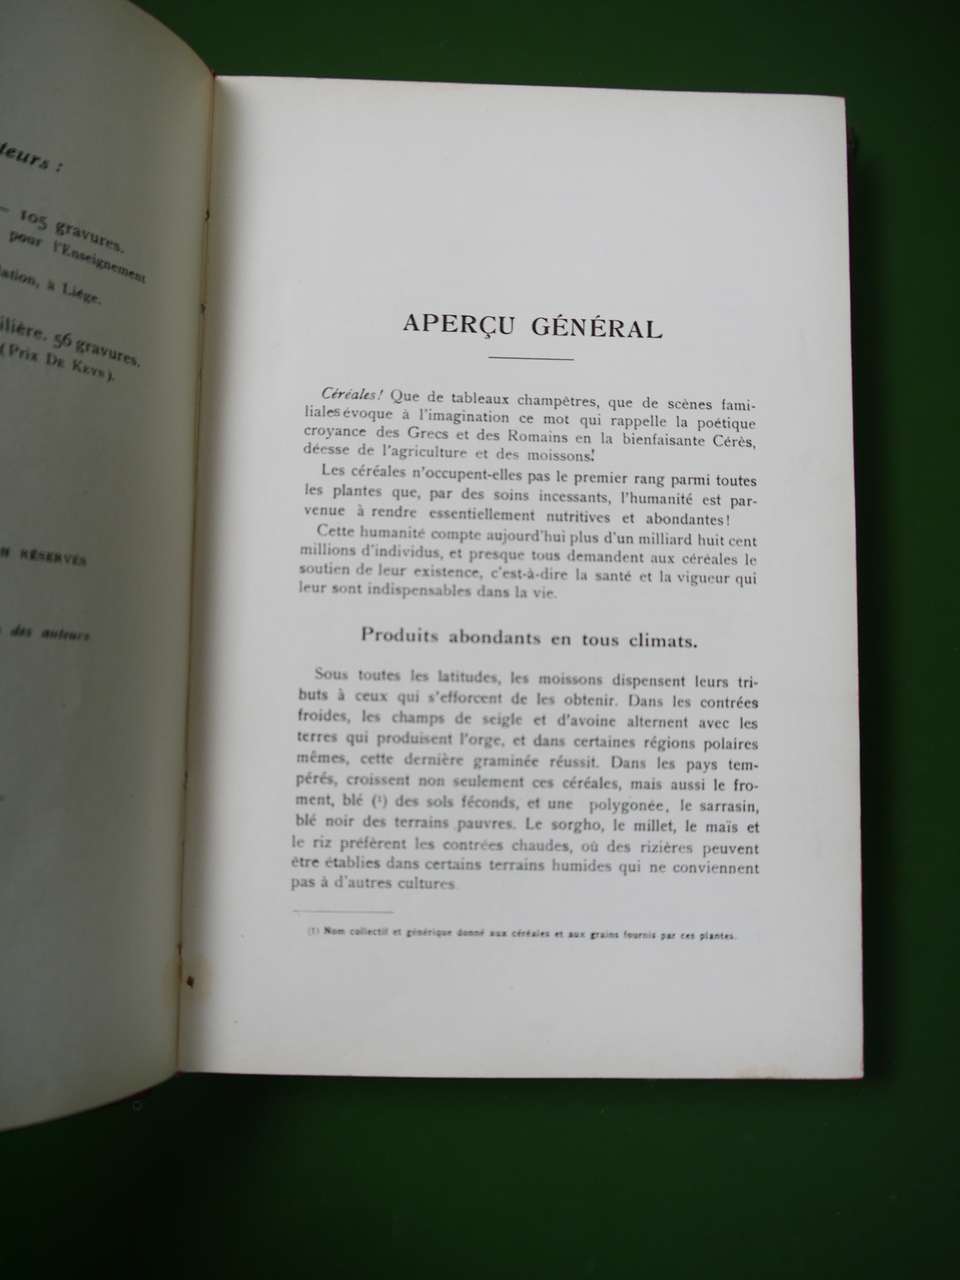 teurs :
— 105 gravures.
pour l'Enseignement
lation, à Liége.
ilière. 56 gravures.
(Prix De Keyn).
N RÉSERVÉS
des auteurs
APERÇU GÉNÉRAL
Céréales! Que de tableaux champêtres, que de scènes fami-
liales évoque à l'imagination ce mot qui rappelle la poétique
croyance des Grecs et des Romains en la bienfaisante Cérès,
déesse de l'agriculture et des moissons!
Les céréales n'occupent-elles pas le premier rang parmi toutes
les plantes que, par des soins incessants, l'humanité est par-
venue à rendre essentiellement nutritives et abondantes!
Cette humanité compte aujourd'hui plus d'un milliard huit cent
millions d'individus, et presque tous demandent aux céréales le
soutien de leur existence, c'est-à-dire la santé et la vigueur qui
leur sont indispensables dans la vie.
Produits abondants en tous climats.
Sous toutes les latitudes, les moissons dispensent leurs tri-
buts à ceux qui s'efforcent de les obtenir. Dans les contrées
froides, les champs de seigle et d'avoine alternent avec les
terres qui produisent l'orge, et dans certaines régions polaires
mêmes, cette dernière graminée réussit. Dans les pays tem-
pérés, croissent non seulement ces céréales, mais aussi le fro-
ment, blé (1) des sols féconds, et une polygonée, le sarrasin,
blé noir des terrains pauvres. Le sorgho, le millet, le maïs et
le riz préfèrent les contrées chaudes, où des rizières peuvent
être établies dans certains terrains humides qui ne conviennent
pas à d'autres cultures
(1) Nom collectif et générique donné aux céréales et aux grains fournis par ces plantes.